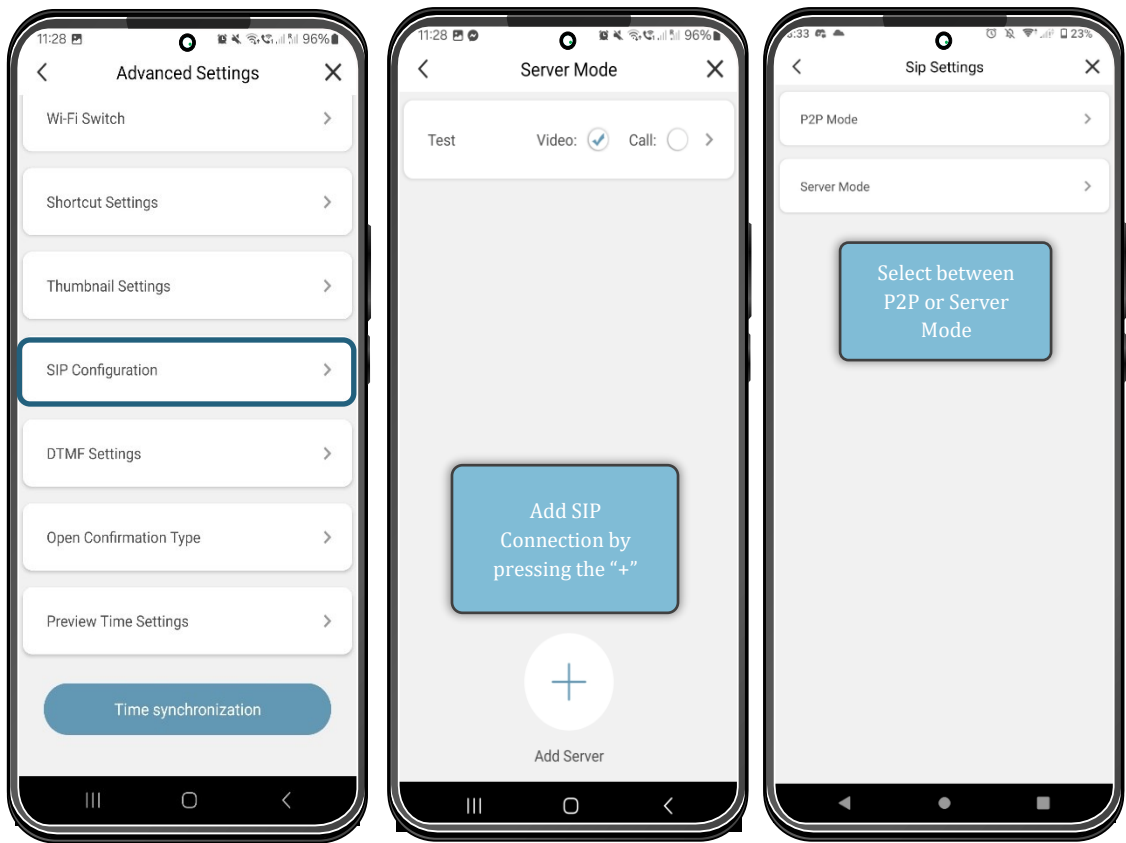 11:28
96%
Advanced Settings
Wi-Fi Switch
Shortcut Settings
Thumbnail Settings
SIP Configuration
DTMF Settings
Open Confirmation Type
Preview Time Settings
Time synchronization
11:28
96%
Server Mode
Test Video: Call:
Add SIP
Connection by
pressing the “+”
Add Server
:33
23%
Sip Settings
P2P Mode
Server Mode
Select between
P2P or Server
Mode